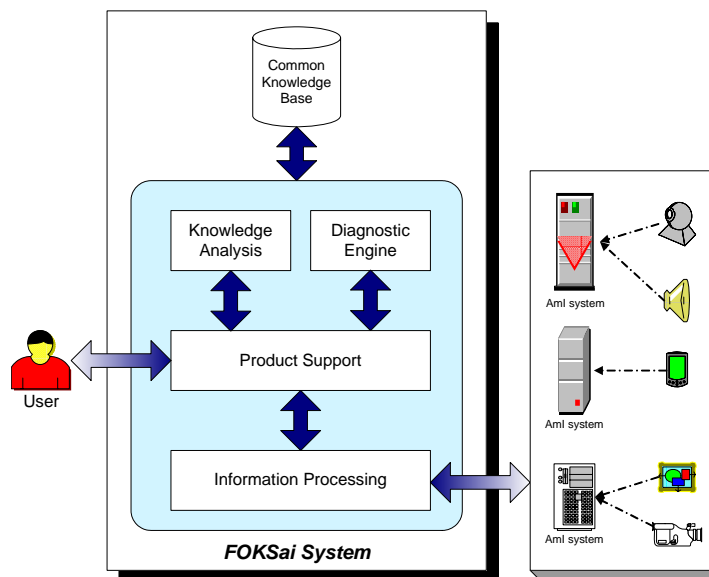 Common
Knowledge
Base
Knowledge
Analysis
Diagnostic
Engine
Product Support
Information Processing
FOKSai System
User
AmI system
AmI system
AmI system